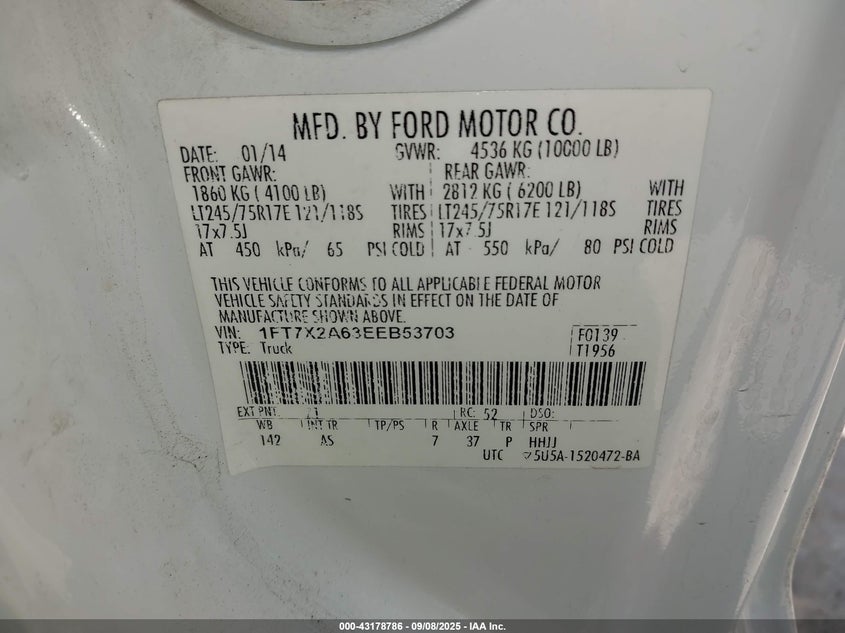 MFD. BY FORD MOTOR CO.
DATE: 01/14 GVWR: 4536 KG (10000 LB)
FRONT GAWR: REAR GAWR:
1860 KG ( 4100 LB) WITH 2812 KG ( 6200 LB) WITH
LT245/75R17E 121/118S TIRES LT245/75R17E 121/118S TIRES
17x7.5J RIMS 17x7.5J RIMS
AT 450 kPa/ 65 PSI COLD AT 550 kPa/ 80 PSI COLD
THIS VEHICLE CONFORMS TO ALL APPLICABLE FEDERAL MOTOR
VEHICLE SAFETY STANDARDS IN EFFECT ON THE DATE OF
MANUFACTURE SHOWN ABOVE.
VIN: 1FT7X2A63EEB53703 F0139
TYPE: Truck T1956
EXT PNT: RC: 52 DSO:
WB INT TR TP/PS R AXLE TR SPR
142 AS 7 37 P HHJJ
UTC 5U5A-1520472-BA
000-43178786 - 09/08/2025 - IAA Inc.